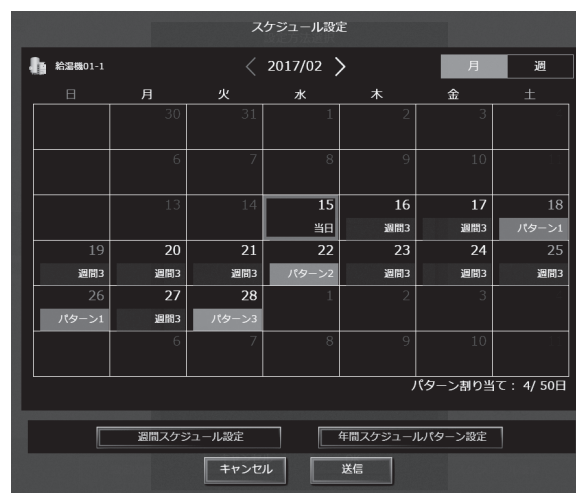 スケジュール設定
給湯機01-1
< 2017/02 >
月 週
日 月 火 水 木 金 土
30 31 1 2 3
6 7 8 9 10
13 14 15 16 17 18
当日 週間3 週間3 パターン1
19 20 21 22 23 24 25
週間3 週間3 週間3 パターン2 週間3 週間3 週間3
26 27 28 1 2 3
パターン1 週間3 パターン3
6 7 8 9 10
パターン割り当て： 4/ 50日
週間スケジュール設定 年間スケジュールパターン設定
キャンセル 送信